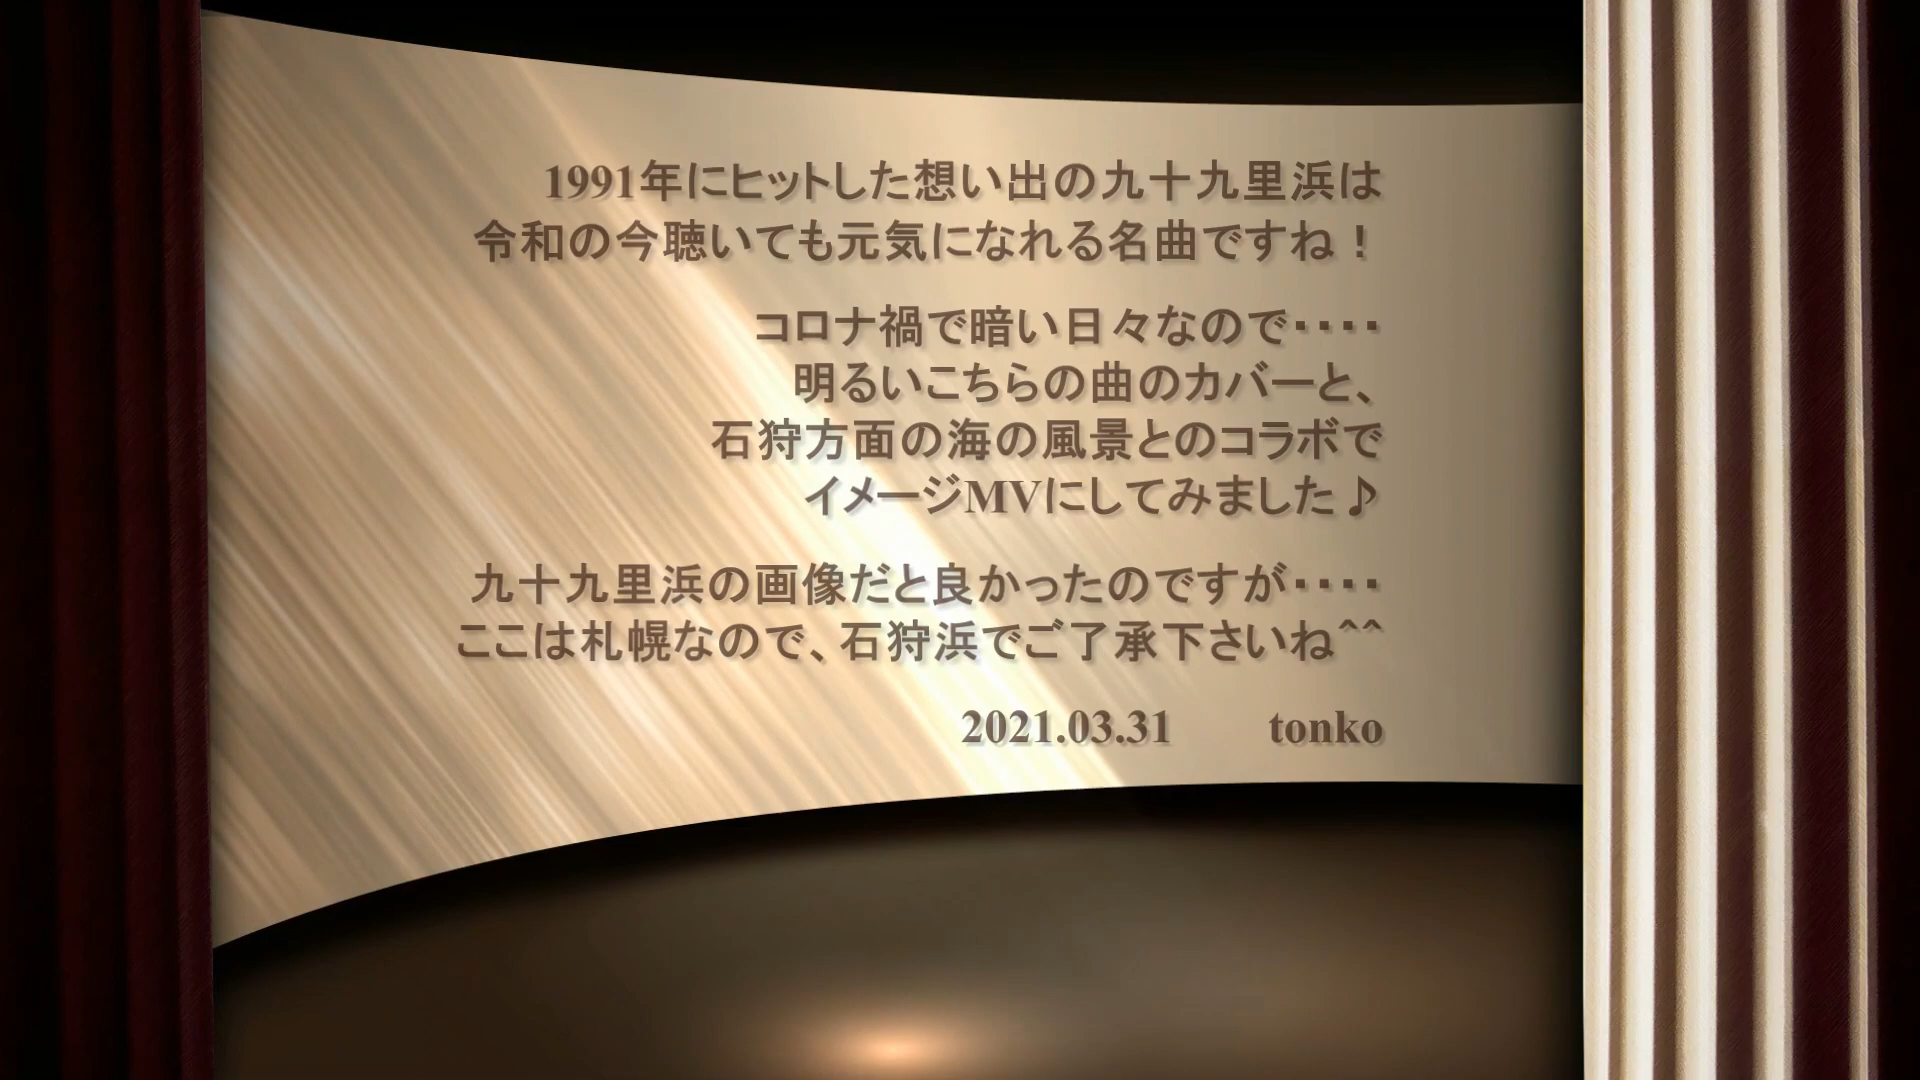 1991年にヒットした想い出の九十九里浜は
令和の今聴いても元気になれる名曲ですね！
コロナ禍で暗い日々なので・・・・
明るいこちらの曲のカバーと、
石狩方面の海の風景とのコラボで
イメージMVにしてみました♪
九十九里浜の画像だと良かったのですが・・・・
ここは札幌なので、石狩浜でご了承下さいね^^
2021.03.31 tonko